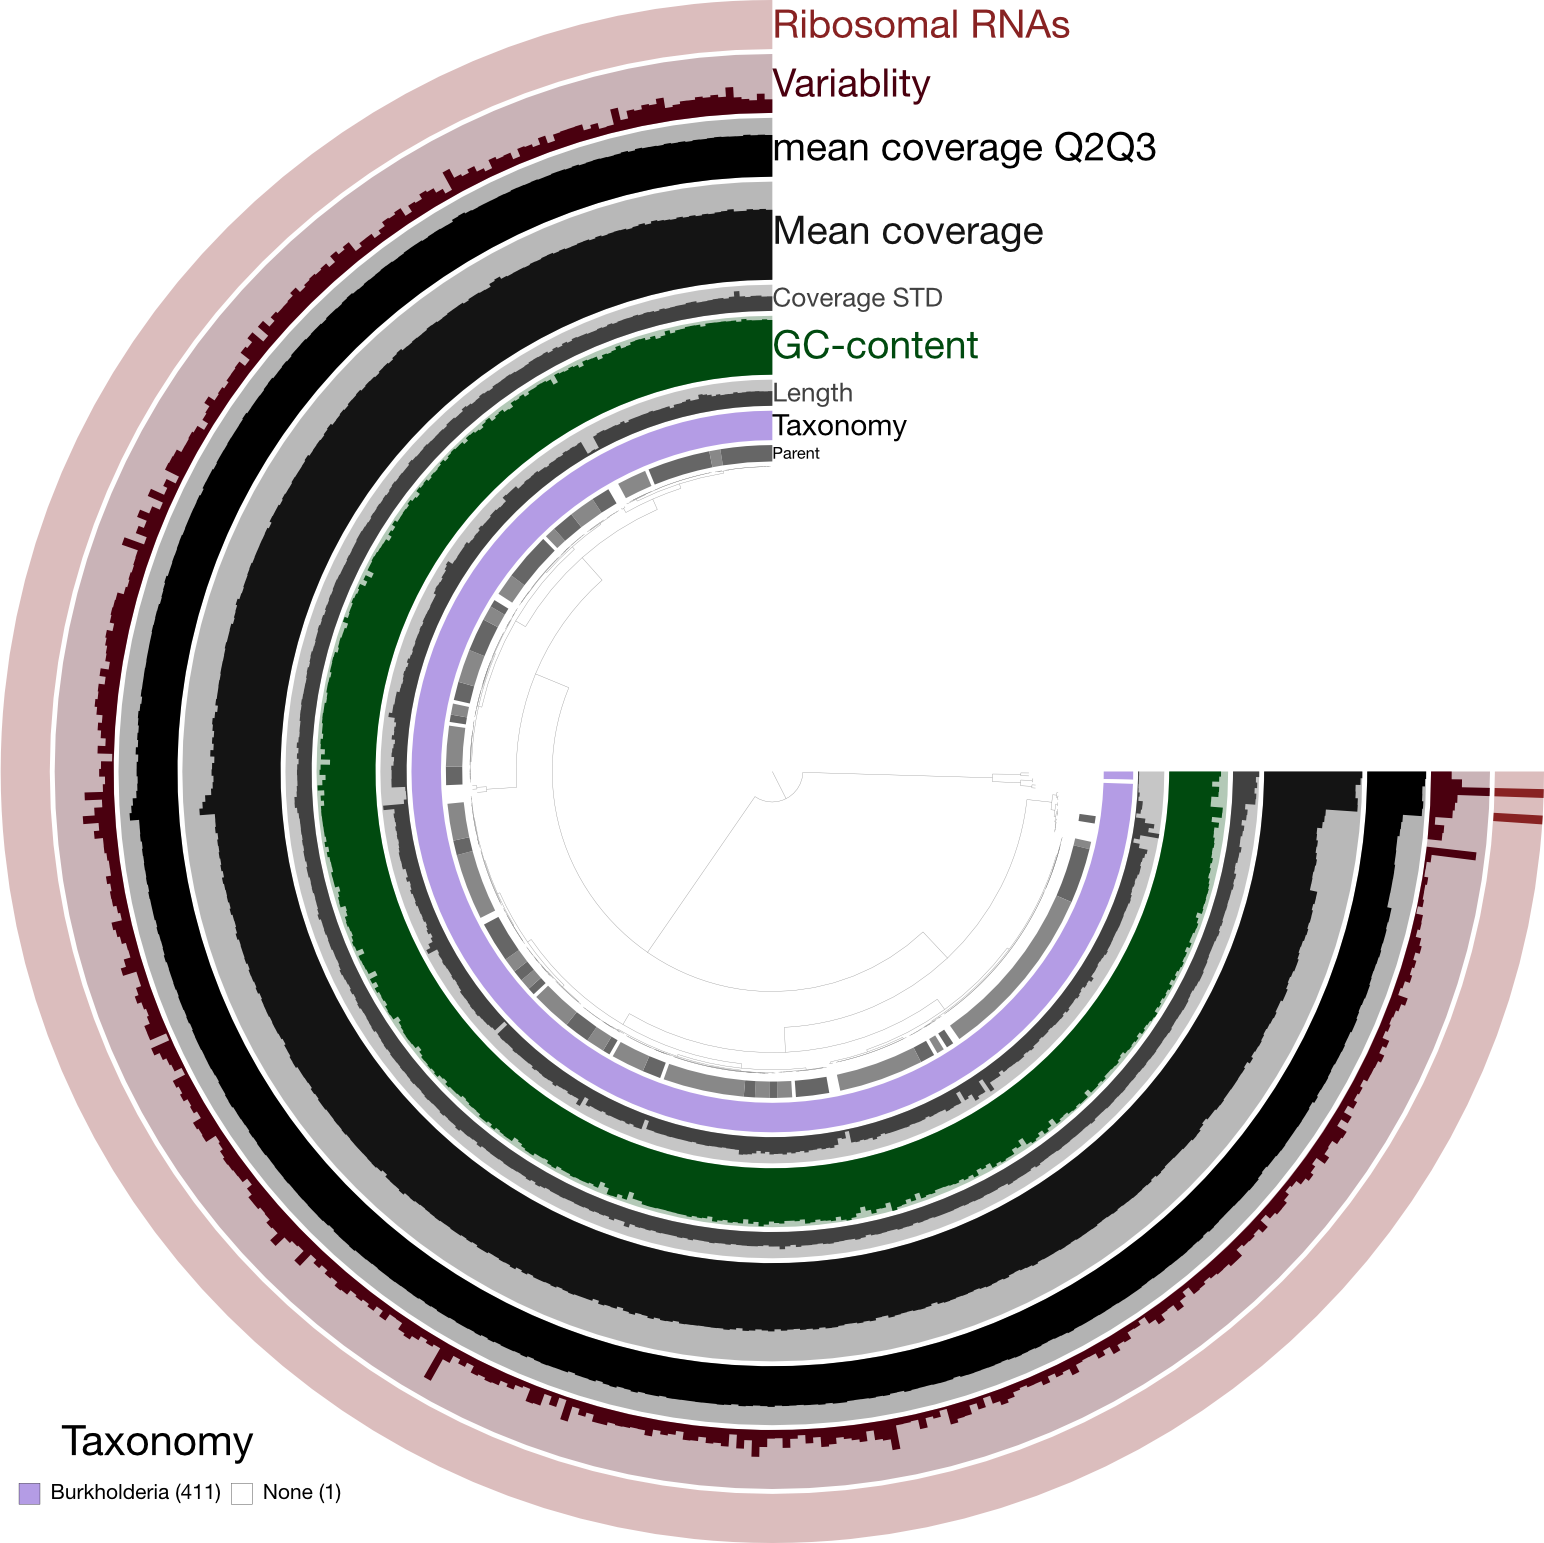 Ribosomal RNAs
Variablity
mean coverage Q2Q3
Mean coverage
Coverage STD
GC-content
Length
Taxonomy
Parent
Taxonomy
Burkholderia (411) None (1)